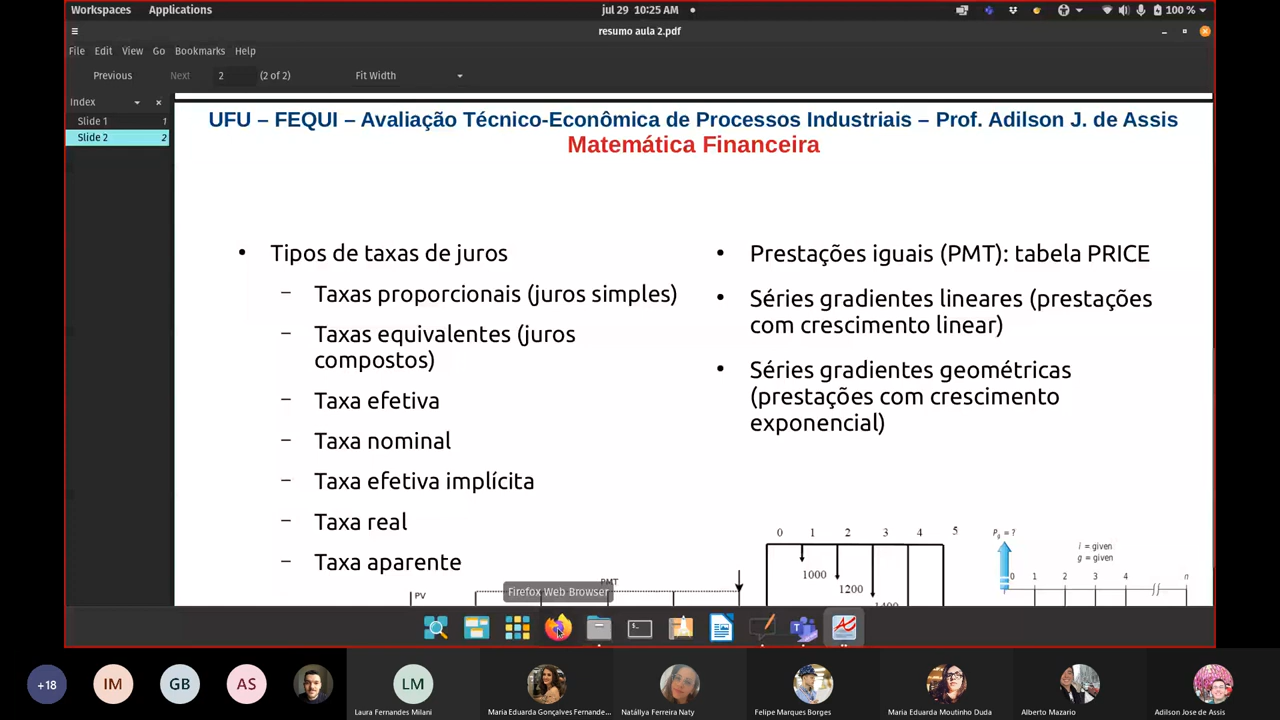 Workspaces Applications jul 29 10:25 AM 100 %
resumo aula 2.pdf
File Edit View Go Bookmarks Help
Previous Next 2 (2 of 2) Fit Width
Index
Slide 1 1
Slide 2 2
UFU – FEQUI – Avaliação Técnico-Econômica de Processos Industriais – Prof. Adilson J. de Assis
Matemática Financeira
• Tipos de taxas de juros
– Taxas proporcionais (juros simples)
– Taxas equivalentes (juros
compostos)
– Taxa efetiva
– Taxa nominal
– Taxa efetiva implícita
– Taxa real
– Taxa aparente
• Prestações iguais (PMT): tabela PRICE
• Séries gradientes lineares (prestações
com crescimento linear)
• Séries gradientes geométricas
(prestações com crescimento
exponencial)
PV
PMT
0 1 2 3 4 5
1000
1200
1400
Pg = ?
i = given
g = given
0 1 2 3 4 n
Firefox Web Browser
+18 IM GB AS LM
Laura Fernandes Milani
Maria Eduarda Gonçalves Fernande...
Natállya Ferreira Naty
Felipe Marques Borges
Maria Eduarda Moutinho Duda
Alberto Mazario
Adilson Jose de Assis